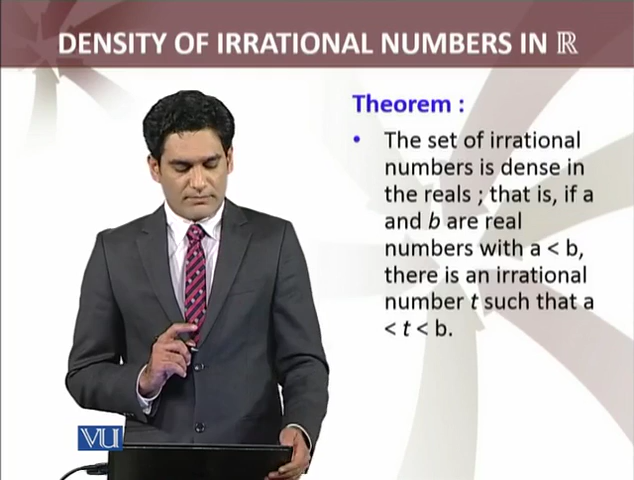 DENSITY OF IRRATIONAL NUMBERS IN ℝ
Theorem :
• The set of irrational
numbers is dense in
the reals ; that is, if a
and b are real
numbers with a < b,
there is an irrational
number t such that a
< t < b.
VU